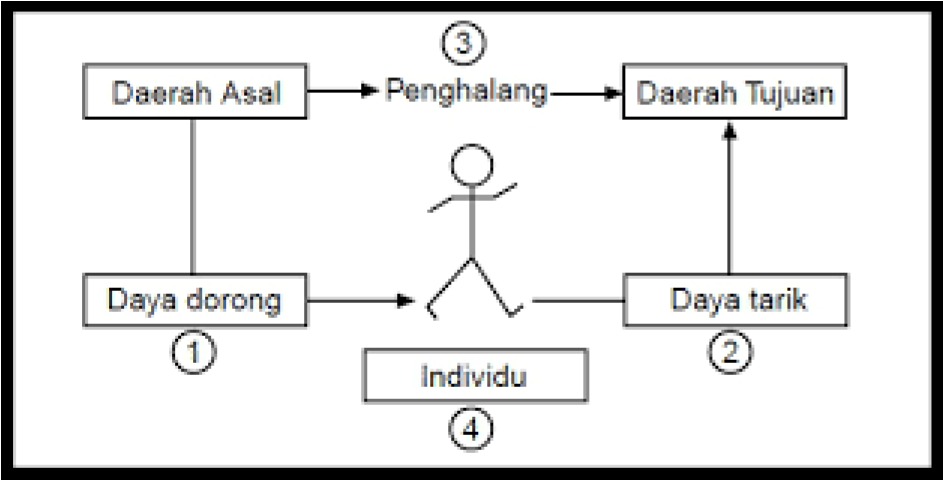 ③
Daerah Asal
Penghalang
Daerah Tujuan
Daya dorong
Daya tarik
①
②
Individu
④